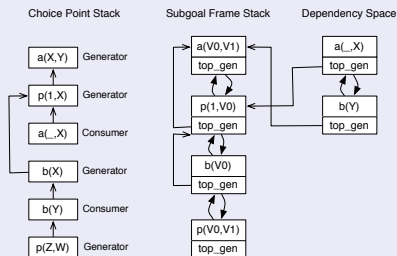 Choice Point Stack
Subgoal Frame Stack
Dependency Space
a(X,Y) Generator
p(1,X) Generator
a(_,X) Consumer
b(X) Generator
b(Y) Consumer
p(Z,W) Generator
a(V0,V1)
top_gen
p(1,V0)
top_gen
b(V0)
top_gen
p(V0,V1)
top_gen
a(_,X)
top_gen
b(Y)
top_gen